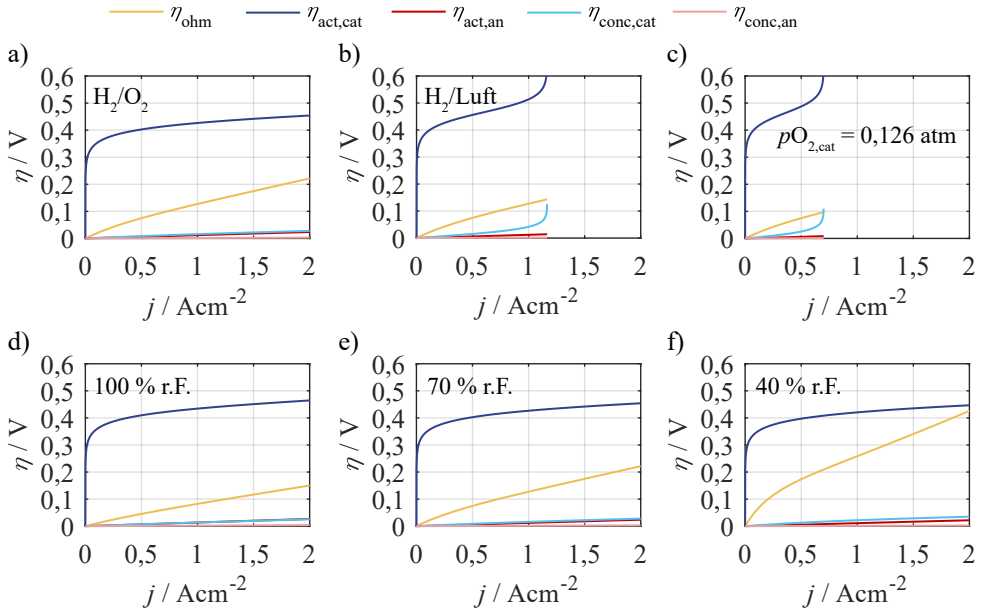 η_ohm η_act,cat η_act,an η_conc,cat η_conc,an
a) b) c)
H₂/O₂
0,6
0,5
0,4
0,3
0,2
0,1
0
η / V
0 0,5 1 1,5 2
j / Acm⁻²
H₂/Luft
0,6
0,5
0,4
0,3
0,2
0,1
0
η / V
0 0,5 1 1,5 2
j / Acm⁻²
pO₂,cat = 0,126 atm
0,6
0,5
0,4
0,3
0,2
0,1
0
η / V
0 0,5 1 1,5 2
j / Acm⁻²
d) e) f)
100 % r.F.
0,6
0,5
0,4
0,3
0,2
0,1
0
η / V
0 0,5 1 1,5 2
j / Acm⁻²
70 % r.F.
0,6
0,5
0,4
0,3
0,2
0,1
0
η / V
0 0,5 1 1,5 2
j / Acm⁻²
40 % r.F.
0,6
0,5
0,4
0,3
0,2
0,1
0
η / V
0 0,5 1 1,5 2
j / Acm⁻²